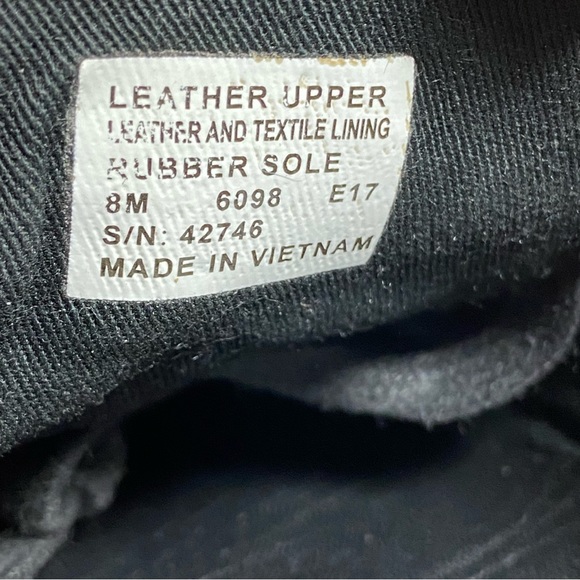 LEATHER UPPER
LEATHER AND TEXTILE LINING
RUBBER SOLE
8M 6098 E17
S/N: 42746
MADE IN VIETNAM